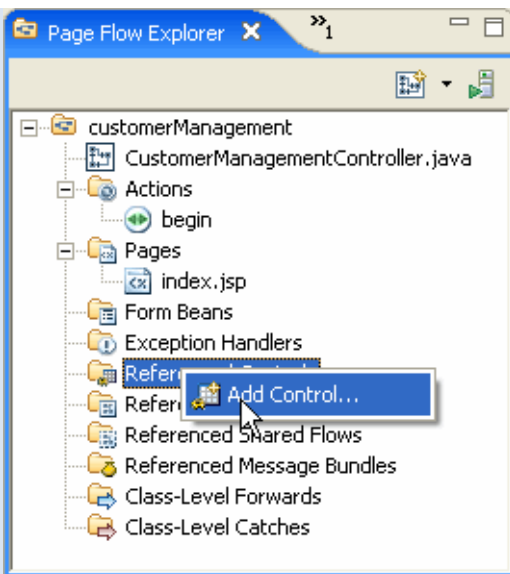 Page Flow Explorer
»1
customerManagement
CustomerManagementController.java
Actions
begin
Pages
index.jsp
Form Beans
Exception Handlers
Add Control...
Referenced Shared Flows
Referenced Message Bundles
Class-Level Forwards
Class-Level Catches